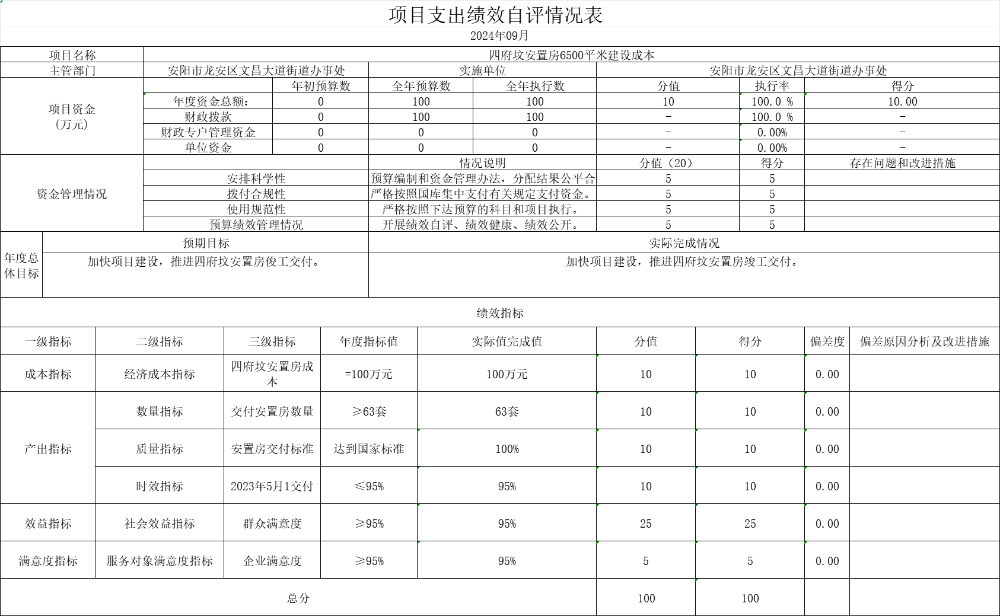 项目支出绩效自评情况表
2024年09月
项目名称 四府坟安置房6500平米建设成本
主管部门 安阳市龙安区文昌大道街道办事处 实施单位 安阳市龙安区文昌大道街道办事处
项目资金
(万元)
年初预算数 全年预算数 全年执行数 分值 执行率 得分
年度资金总额： 0 100 100 10 100.0 % 10.00
财政拨款 0 100 100 - 100.0 % -
财政专户管理资金 0 0 0 - 0.00% -
单位资金 0 0 0 - 0.00% -
资金管理情况
情况说明 分值（20） 得分 存在问题和改进措施
安排科学性 预算编制和资金管理办法，分配结果公平合 5 5
拨付合规性 严格按照国库集中支付有关规定支付资金。 5 5
使用规范性 严格按照下达预算的科目和项目执行。 5 5
预算绩效管理情况 开展绩效自评、绩效健康、绩效公开。 5 5
年度总
体目标
预期目标 实际完成情况
加快项目建设，推进四府坟安置房俊工交付。 加快项目建设，推进四府坟安置房竣工交付。
绩效指标
一级指标 二级指标 三级指标 年度指标值 实际值完成值 分值 得分 偏差度 偏差原因分析及改进措施
成本指标 经济成本指标 四府坟安置房成
本 =100万元 100万元 10 10 0.00
产出指标 数量指标 交付安置房数量 ≥63套 63套 10 10 0.00
质量指标 安置房交付标准 达到国家标准 100% 10 10 0.00
时效指标 2023年5月1交付 ≤95% 95% 10 10 0.00
效益指标 社会效益指标 群众满意度 ≥95% 95% 25 25 0.00
满意度指标 服务对象满意度指标 企业满意度 ≥95% 95% 5 5 0.00
总分 100 100